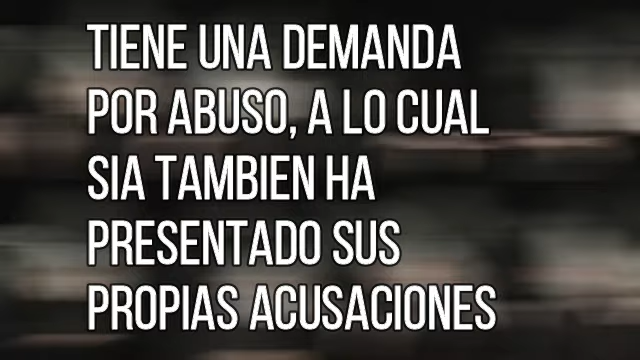 TIENE UNA DEMANDA
POR ABUSO, A LO CUAL
SIA TAMBIEN HA
PRESENTADO SUS
PROPIAS ACUSACIONES